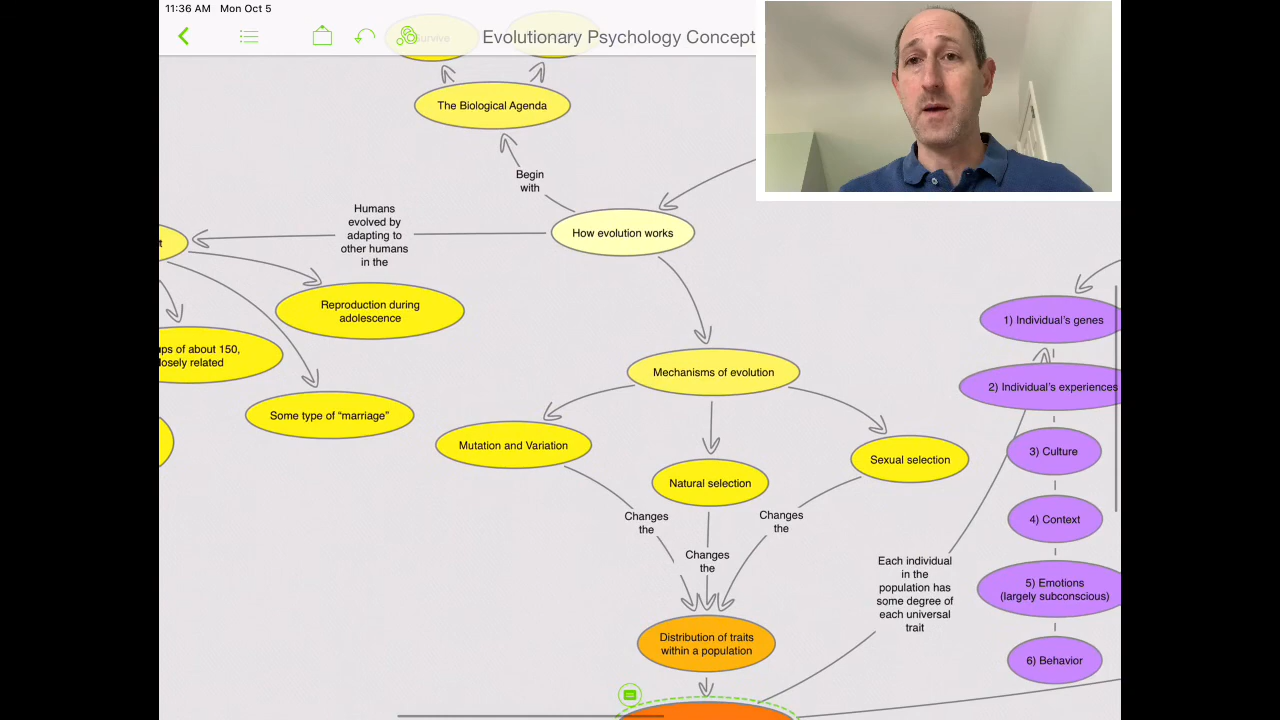 11:36 AM Mon Oct 5
Evolutionary Psychology Concept
The Biological Agenda
Begin
with
Humans
evolved by
adapting to
other humans
in the
How evolution works
t
Reproduction during
adolescence
ups of about 150,
losely related
Some type of “marriage”
Mechanisms of evolution
Mutation and Variation
Natural selection
Sexual selection
Changes
the
Changes
the
Changes
the
Distribution of traits
within a population
Each individual
in the
population has
some degree of
each universal
trait
1) Individual's genes
2) Individual's experiences
3) Culture
4) Context
5) Emotions
(largely subconscious)
6) Behavior